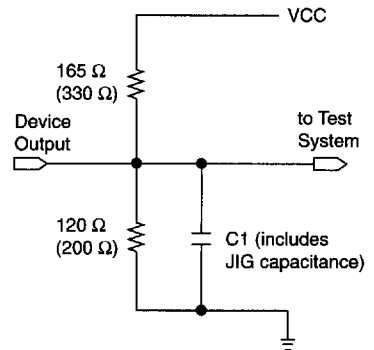 VCC
165 Ω
(330 Ω)
Device
Output
to Test
System
120 Ω
(200 Ω)
C1 (includes
JIG capacitance)